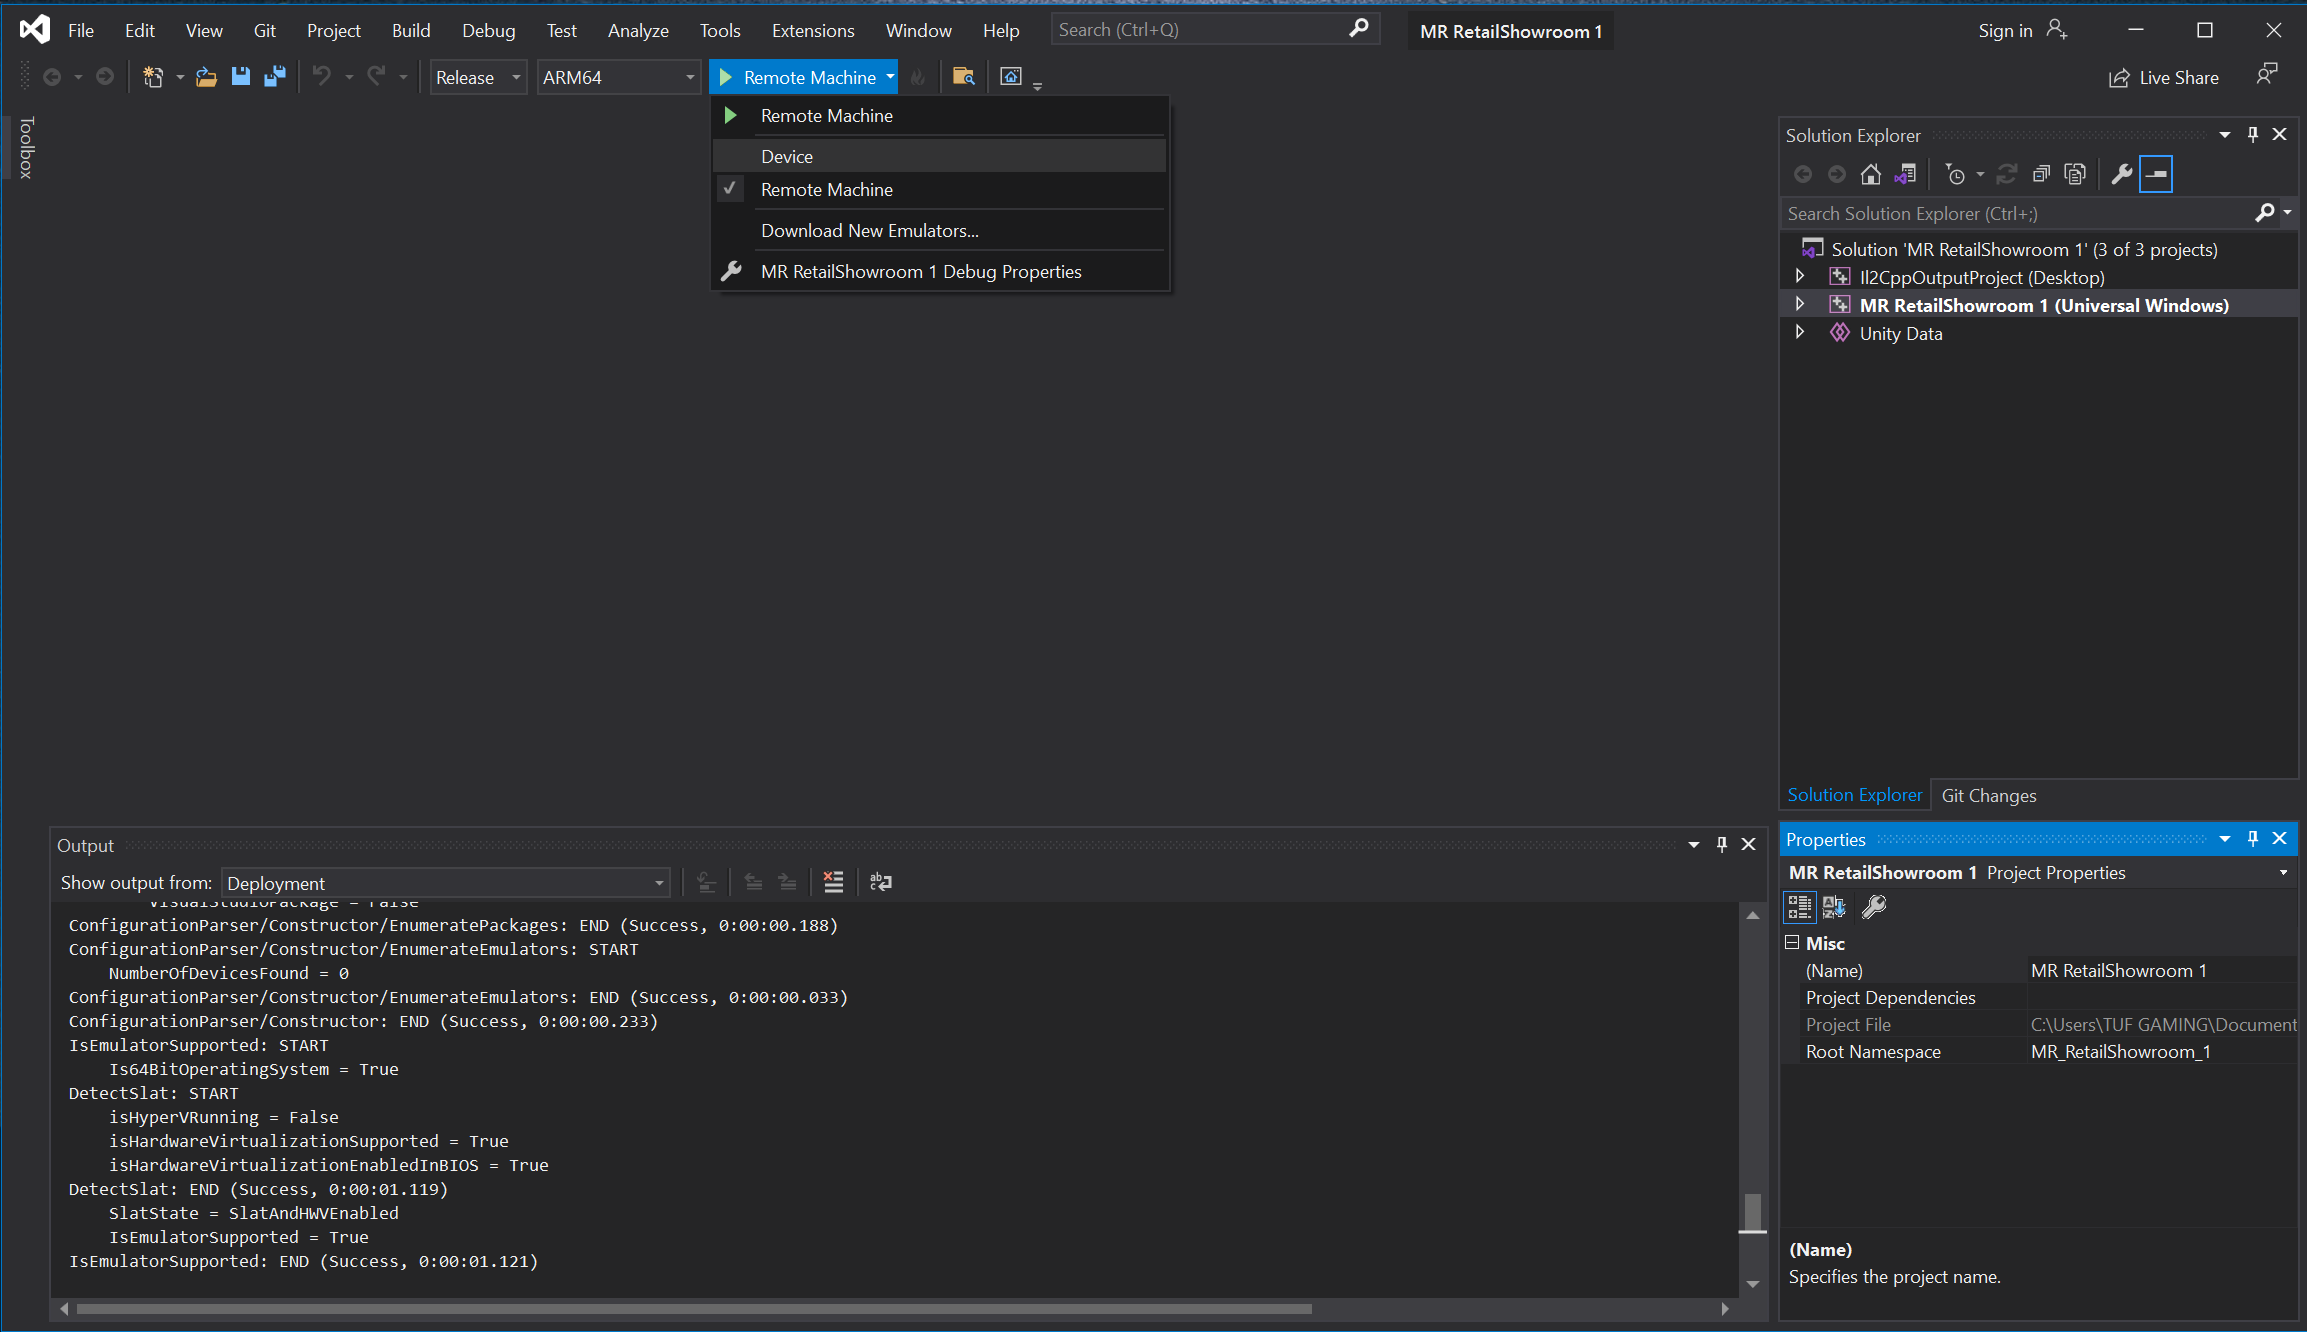 File Edit View Git Project Build Debug Test Analyze Tools Extensions Window Help Search (Ctrl+Q) MR RetailShowroom 1 Sign in
Release ARM64 Remote Machine Live Share
Toolbox
Remote Machine
Device
Remote Machine
Download New Emulators...
MR RetailShowroom 1 Debug Properties
Solution Explorer
Search Solution Explorer (Ctrl+;)
Solution 'MR RetailShowroom 1' (3 of 3 projects)
Il2CppOutputProject (Desktop)
MR RetailShowroom 1 (Universal Windows)
Unity Data
Solution Explorer Git Changes
Output
Show output from: Deployment
VisualStudioPackage = False
ConfigurationParser/Constructor/EnumeratePackages: END (Success, 0:00:00.188)
ConfigurationParser/Constructor/EnumerateEmulators: START
NumberOfDevicesFound = 0
ConfigurationParser/Constructor/EnumerateEmulators: END (Success, 0:00:00.033)
ConfigurationParser/Constructor: END (Success, 0:00:00.233)
IsEmulatorSupported: START
Is64BitOperatingSystem = True
DetectSlat: START
isHyperVRunning = False
isHardwareVirtualizationSupported = True
isHardwareVirtualizationEnabledInBIOS = True
DetectSlat: END (Success, 0:00:01.119)
SlatState = SlatAndHWVEnabled
IsEmulatorSupported = True
IsEmulatorSupported: END (Success, 0:00:01.121)
Properties
MR RetailShowroom 1 Project Properties
Misc
(Name) MR RetailShowroom 1
Project Dependencies
Project File C:\Users\TUF GAMING\Document
Root Namespace MR_RetailShowroom_1
(Name)
Specifies the project name.